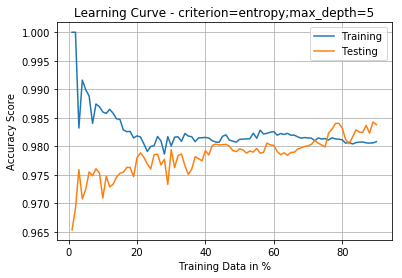 Learning Curve - criterion=entropy;max_depth=5
Training
Testing
Accuracy Score
1.000
0.995
0.990
0.985
0.980
0.975
0.970
0.965
0 20 40 60 80
Training Data in %